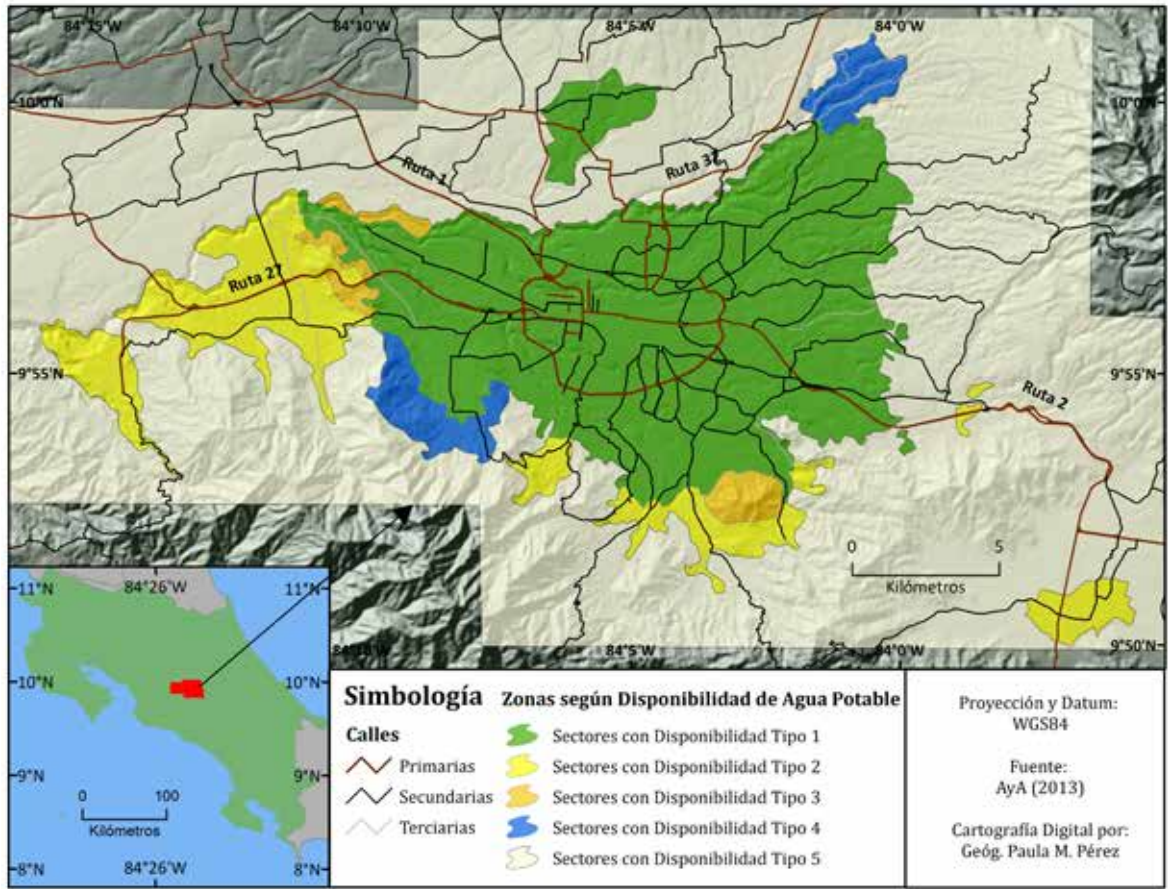 84°15'W
84°10'W
84°5'W
84°0'W
10°0'N
10°0'N
Ruta 1
Ruta 32
Ruta 27
9°55'N
9°55'N
Ruta 2
0 5
Kilómetros
84°10'W
84°5'W
84°0'W
9°50'N
84°26'W
11°N
11°N
10°N
10°N
9°N
9°N
8°N
8°N
0 100
Kilómetros
84°26'W
Simbología
Calles
Primarias
Secundarias
Terciarias
Zonas según Disponibilidad de Agua Potable
Sectores con Disponibilidad Tipo 1
Sectores con Disponibilidad Tipo 2
Sectores con Disponibilidad Tipo 3
Sectores con Disponibilidad Tipo 4
Sectores con Disponibilidad Tipo 5
Proyección y Datum:
WGS84
Fuente:
AyA (2013)
Cartografía Digital por:
Geóg. Paula M. Pérez